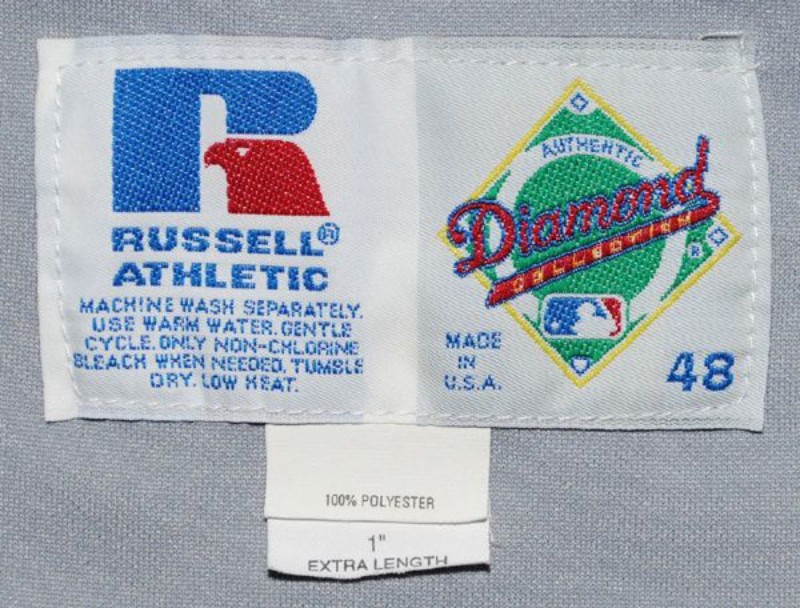 RUSSELL®
ATHLETIC
MACHINE WASH SEPARATELY.
USE WARM WATER. GENTLE
CYCLE. ONLY NON-CHLORINE
BLEACH WHEN NEEDED. TUMBLE
DRY. LOW HEAT.
AUTHENTIC
Diamond
COLLECTION
®
MADE
IN
U.S.A.
48
100% POLYESTER
1"
EXTRA LENGTH